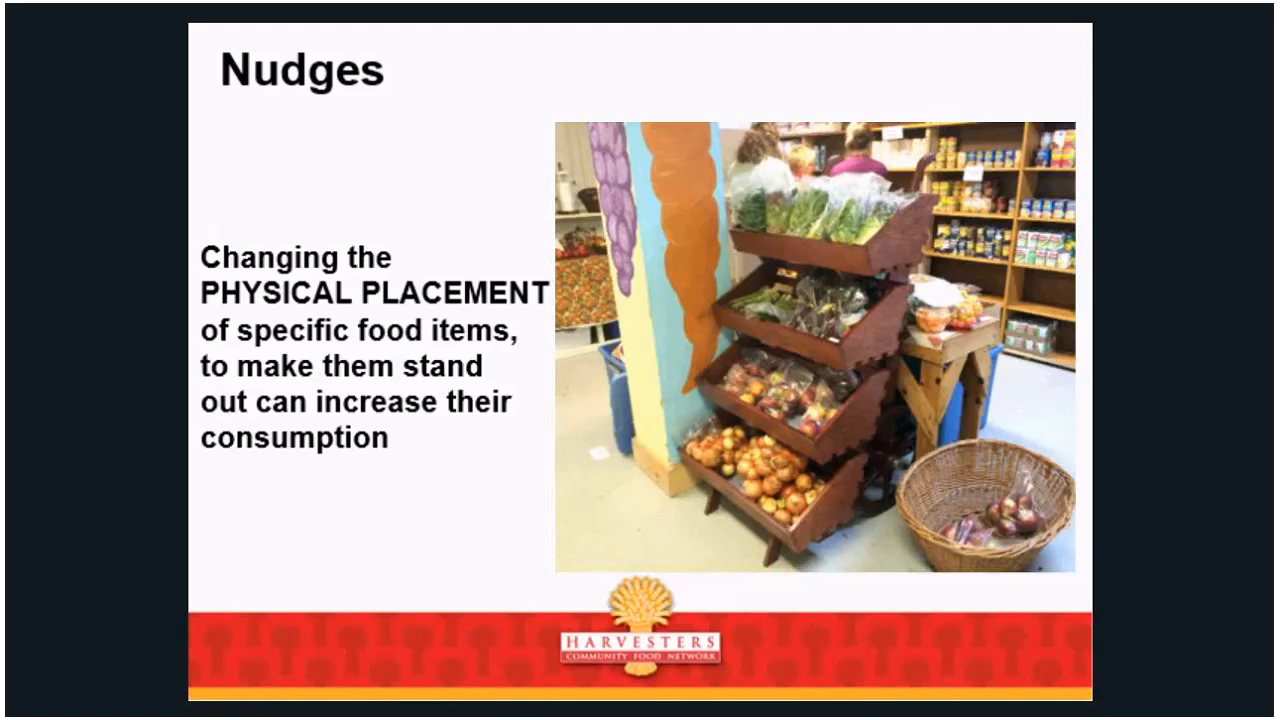 Nudges
Changing the
PHYSICAL PLACEMENT
of specific food items,
to make them stand
out can increase their
consumption
HARVESTERS
COMMUNITY FOOD NETWORK